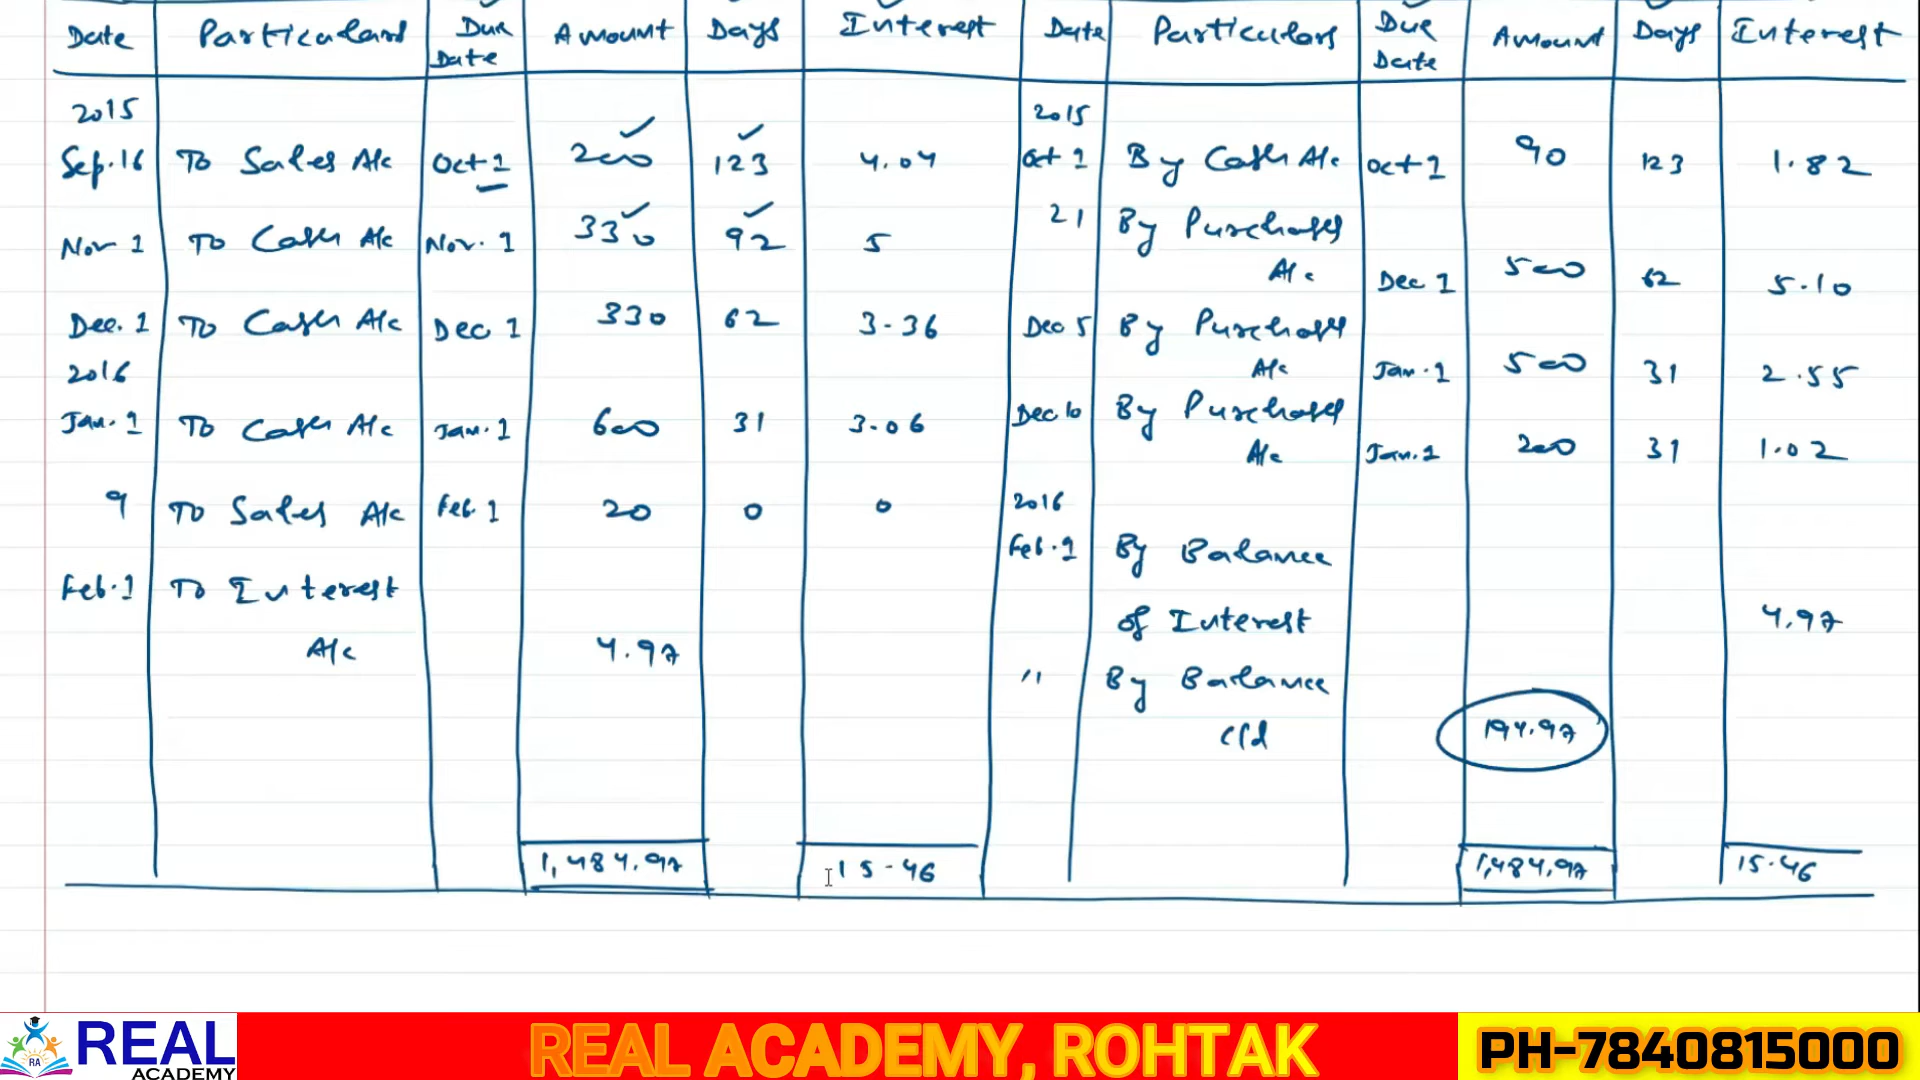 Date Particulars Due Date Amount Days Interest Date Particulars Due Date Amount Days Interest
2015 2015
Sep.16 To Sales A/c Oct 1 200 123 4.04 Oct 1 By Cash A/c Oct 1 90 123 1.82
Nov 1 To Cash A/c Nov. 1 330 92 5 21 By Purchases
A/c Dec 1 500 62 5.10
Dec. 1 To Cash A/c Dec 1 330 62 3.36 Dec 5 By Purchases
2016 A/c Jan.1 500 31 2.55
Jan. 1 To Cash A/c Jan. 1 600 31 3.06 Dec 10 By Purchases
A/c Jan.1 200 31 1.02
9 To Sales A/c Feb. 1 20 0 0 2016
Feb.1 By Balance
Feb.1 To Interest of Interest 4.97
A/c 4.97
" By Balance
c/d 194.97
1,484.97 15.46 1,484.97 15.46
REAL ACADEMY
RA
REAL ACADEMY, ROHTAK
PH-7840815000